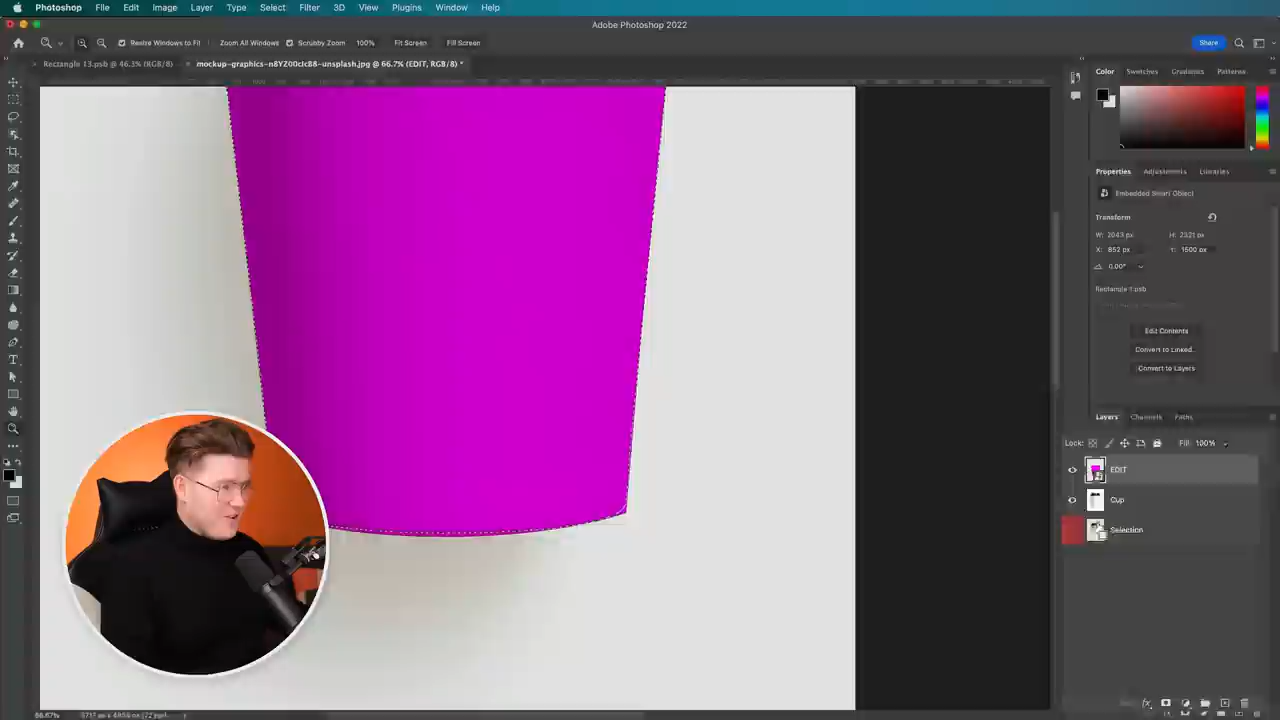 Photoshop File Edit Image Layer Type Select Filter 3D View Plugins Window Help
Adobe Photoshop 2022
Resize Windows to Fit Zoom All Windows Scrubby Zoom 100% Fit Screen Fill Screen Share
Rectangle 13.psb @ 46.3% (RGB/8) × mockup-graphics-n8YZ00clcB8-unsplash.jpg @ 66.7% (EDIT, RGB/8) *
Color Swatches Gradients Patterns
Properties Adjustments Libraries
Embedded Smart Object
Transform
W: 2043 px H: 2321 px
X: 852 px Y: 1500 px
0.00°
Rectangle 1.psb
Edit Contents
Convert to Linked...
Convert to Layers
Layers Channels Paths
Lock: Fill: 100%
EDIT
Cup
Selection
66.67%